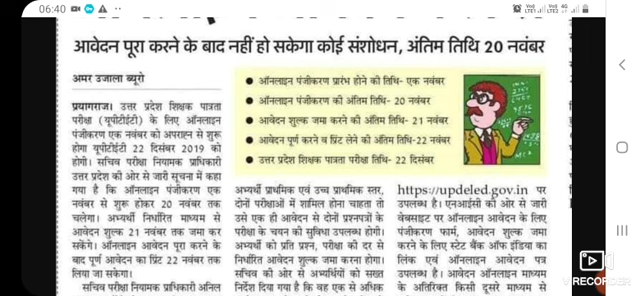 06:40
आवेदन पूरा करने के बाद नहीं हो सकेगा कोई संशोधन, अंतिम तिथि 20 नवंबर
अमर उजाला ब्यूरो
प्रयागराज। उत्तर प्रदेश शिक्षक पात्रता
परीक्षा (यूपीटीईटी) के लिए ऑनलाइन
पंजीकरण एक नवंबर को अपराह्न से शुरू
होगा यूपीटीईटी 22 दिसंबर 2019 को
होगी। सचिव परीक्षा नियामक प्राधिकारी
उत्तर प्रदेश की ओर से जारी सूचना में कहा
गया है कि ऑनलाइन पंजीकरण एक
नवंबर से शुरू होकर 20 नवंबर तक
चलेगा। अभ्यर्थी निर्धारित माध्यम से
आवेदन शुल्क 21 नवंबर तक जमा कर
सकेंगे। ऑनलाइन आवेदन पूरा करने के
बाद पूर्ण आवेदन का प्रिंट 22 नवंबर तक
लिया जा सकेगा।
सचिव परीक्षा नियामक प्राधिकारी अनिल
● ऑनलाइन पंजीकरण प्रारंभ होने की तिथि- एक नवंबर
● ऑनलाइन पंजीकरण की अंतिम तिथि- 20 नवंबर
● आवेदन शुल्क जमा करने की अंतिम तिथि- 21 नवंबर
● आवेदन पूर्ण करने व प्रिंट लेने की अंतिम तिथि-22 नवंबर
● उत्तर प्रदेश शिक्षक पात्रता परीक्षा तिथि- 22 दिसंबर
अभ्यर्थी प्राथमिक एवं उच्च प्राथमिक स्तर,
दोनों परीक्षाओं में शामिल होना चाहता तो
उसे एक ही आवेदन से दोनों प्रश्नपत्रों के
परीक्षा के चयन की सुविधा उपलब्ध होगी।
अभ्यर्थी को प्रति प्रश्न, परीक्षा की दर से
निर्धारित आवेदन शुल्क जमा करना होगा।
सचिव की ओर से अभ्यर्थियों को सख्त
निर्देश दिया गया है कि वह एक से अधिक
https://updeled.gov.in पर
उपलब्ध है। एनआईसी की ओर से जारी
वेबसाइट पर ऑनलाइन आवेदन के लिए
पंजीकरण फार्म, आवेदन शुल्क जमा
करने के लिए स्टेट बैंक ऑफ इंडिया का
लिंक एवं ऑनलाइन आवेदन पत्र
उपलब्ध है। आवेदन ऑनलाइन माध्यम
के अतिरिक्त किसी दूसरे माध्यम से
VIRECORDER